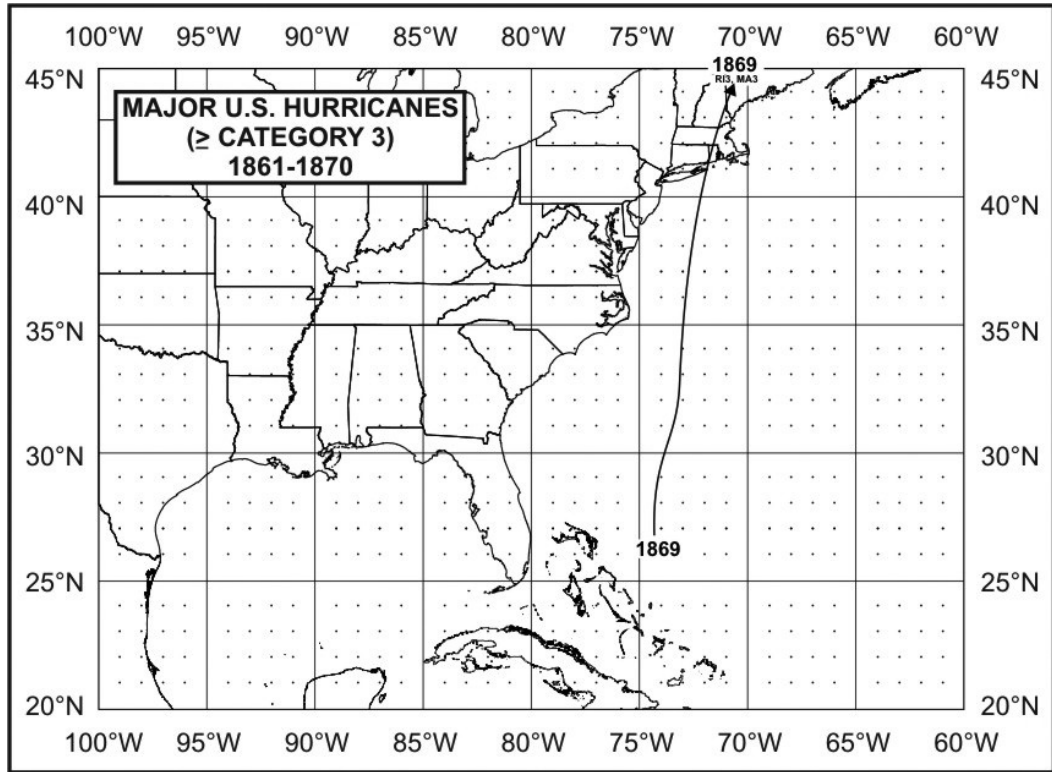 100°W 95°W 90°W 85°W 80°W 75°W 70°W 65°W 60°W
1869
RI3, MA3
45°N 45°N
MAJOR U.S. HURRICANES
(≥ CATEGORY 3)
1861-1870
40°N 40°N
35°N 35°N
30°N 30°N
1869
25°N 25°N
20°N 20°N
100°W 95°W 90°W 85°W 80°W 75°W 70°W 65°W 60°W